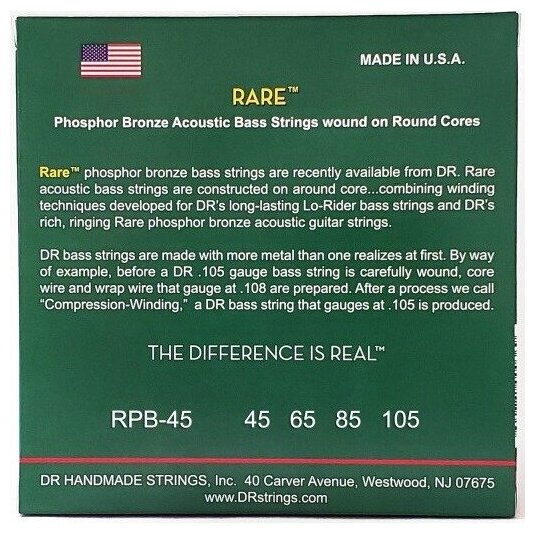 MADE IN U.S.A.
RARE™
Phosphor Bronze Acoustic Bass Strings wound on Round Cores
Rare™ phosphor bronze bass strings are recently available from DR. Rare
acoustic bass strings are constructed on around core...combining winding
techniques developed for DR's long-lasting Lo-Rider bass strings and DR's
rich, ringing Rare phosphor bronze acoustic guitar strings.
DR bass strings are made with more metal than one realizes at first. By way
of example, before a DR .105 gauge bass string is carefully wound, core
wire and wrap wire that gauge at .108 are prepared. After a process we call
“Compression-Winding,” a DR bass string that gauges at .105 is produced.
THE DIFFERENCE IS REAL™
RPB-45 45 65 85 105
DR HANDMADE STRINGS, Inc. 40 Carver Avenue, Westwood, NJ 07675
www.DRstrings.com